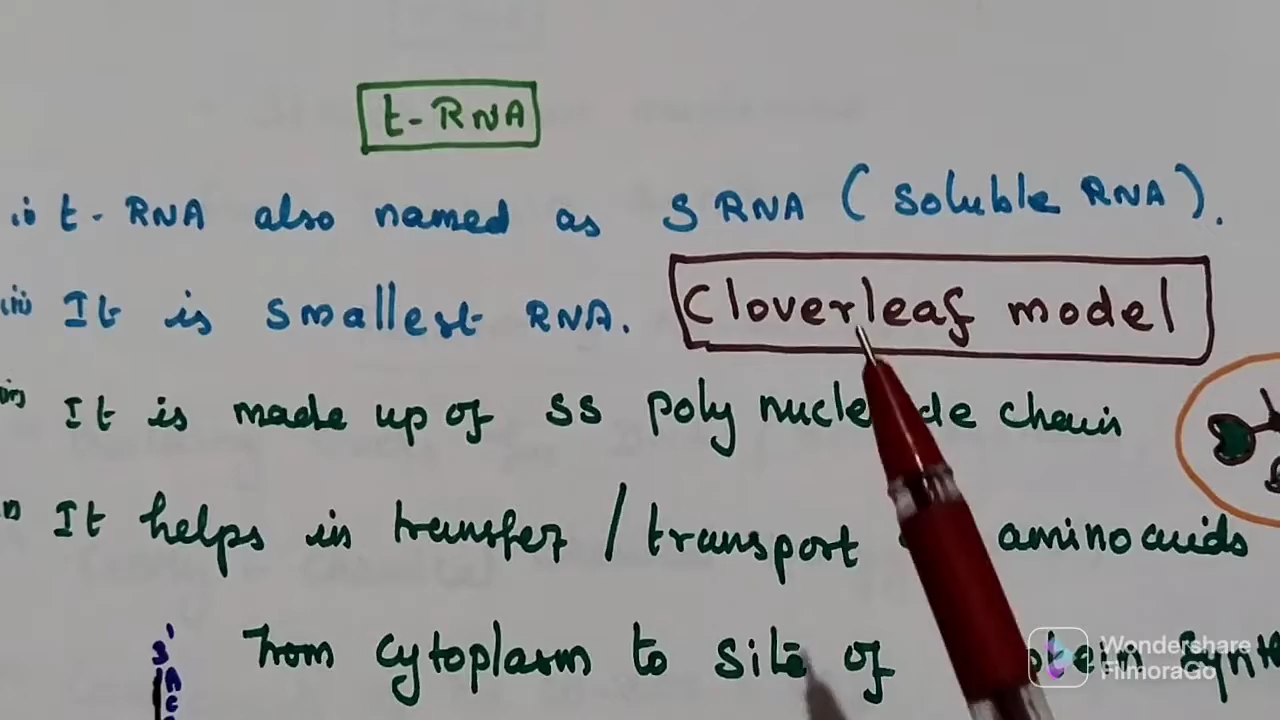 t-RNA
(i) t-RNA also named as SRNA (Soluble RNA).
(ii) It is smallest RNA. Cloverleaf model
It is made up of SS poly nucle de chain
It helps in transfer / transport aminoacids
from cytoplasm to site of
Wondershare
FilmoraGo